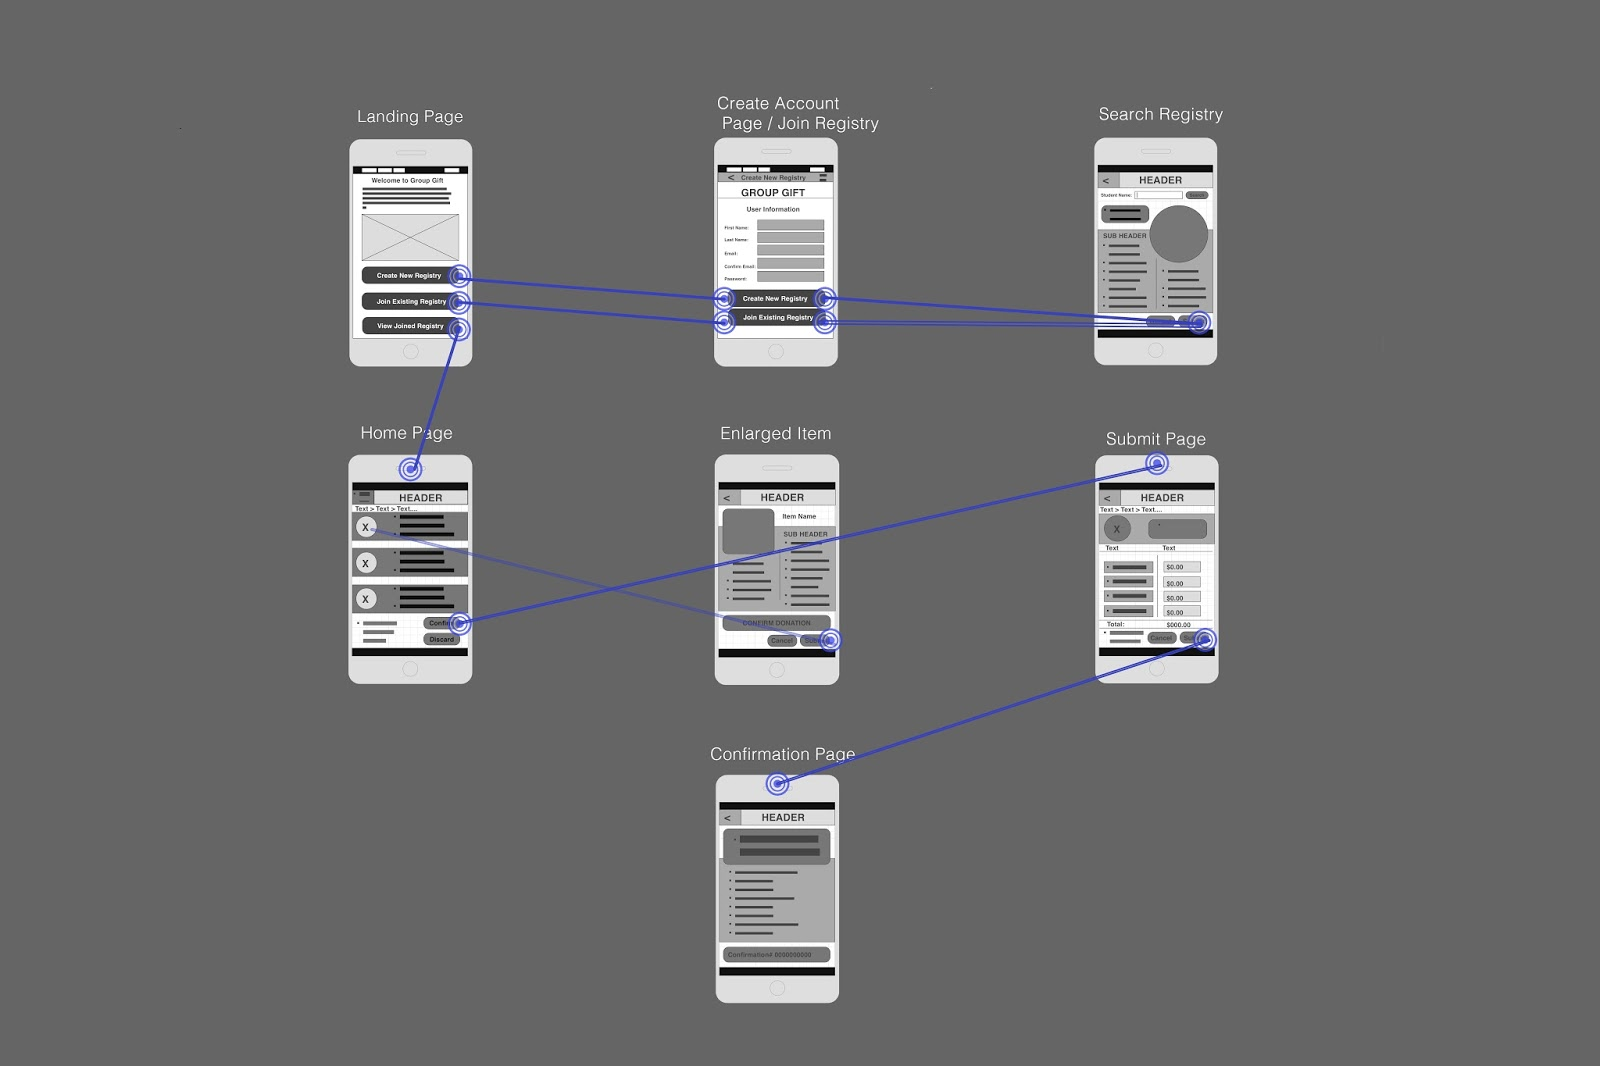 Landing Page
Welcome to Group Gift
Create New Registry
Join Existing Registry
View Joined Registry
Create Account
Page / Join Registry
< Create New Registry
GROUP GIFT
User Information
First Name:
Last Name:
Email:
Confirm Email:
Password:
Create New Registry
Join Existing Registry
Search Registry
< HEADER
Student Name: Search
SUB HEADER
Home Page
HEADER
Text > Text > Text....
X
X
X
Confirm
Discard
Enlarged Item
< HEADER
Item Name
SUB HEADER
CONFIRM DONATION
Cancel
Submit Page
< HEADER
Text > Text > Text....
X
Text Text
$0.00
$0.00
$0.00
$0.00
Total: $000.00
Cancel
Confirmation Page
< HEADER
Confirmation# 0000000000